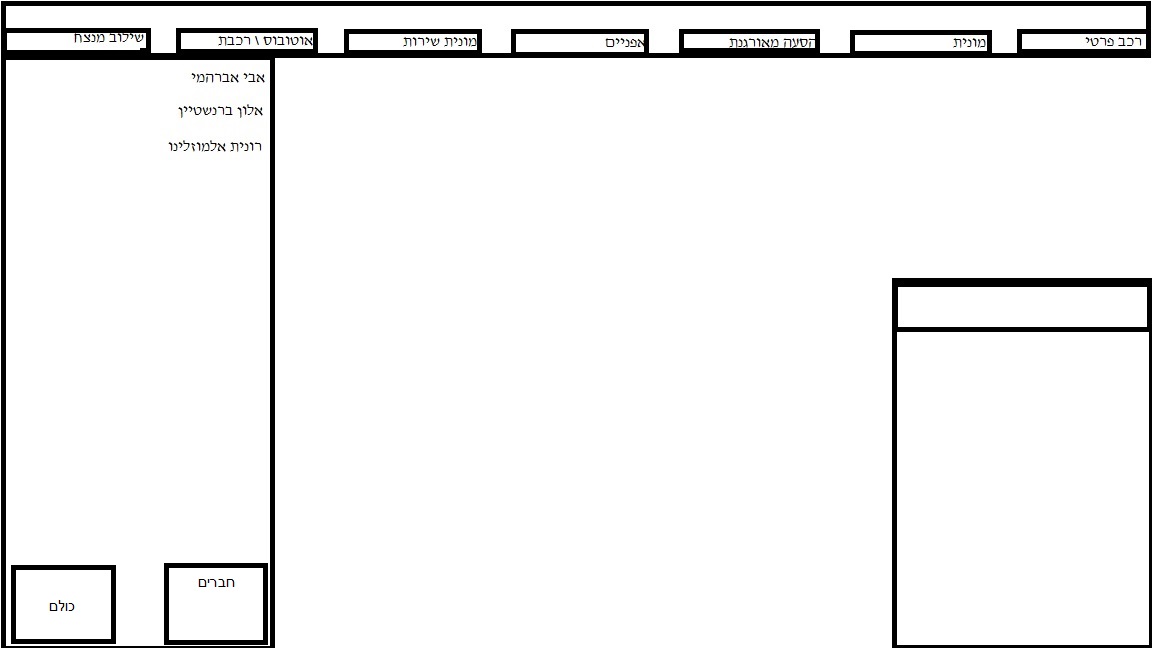 רכב פרטי
מונית
הסעה מאורגנת
אפניים
מונית שירות
אוטובוס \ רכבת
שילוב מנצח
אבי אברהמי
אלון ברנשטיין
רונית אלמוזלינו
חברים
כולם